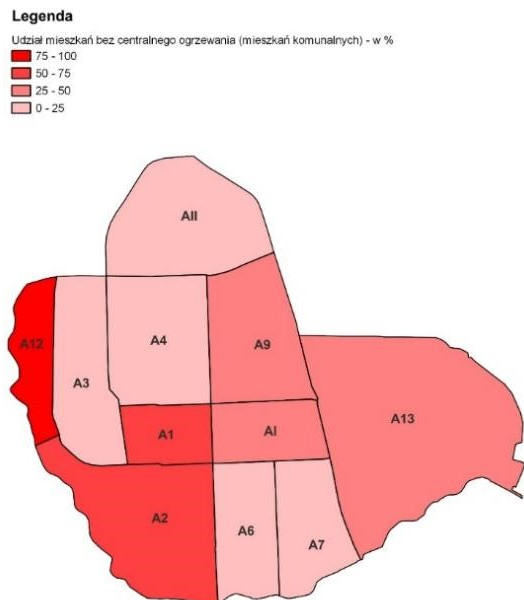 Legenda
Udział mieszkań bez centralnego ogrzewania (mieszkań komunalnych) - w %
75 - 100
50 - 75
25 - 50
0 - 25
AII
A12
A4
A9
A3
A13
A1
AI
A2
A6
A7